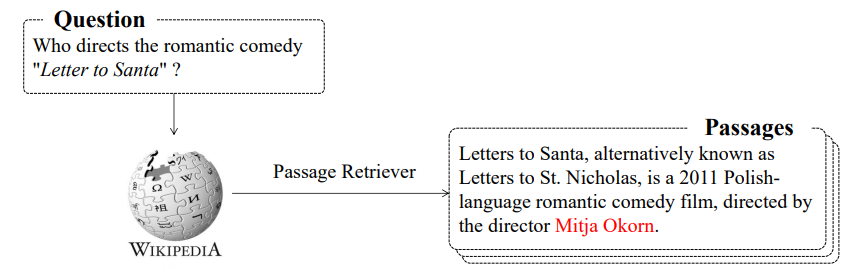 Question
Who directs the romantic comedy
"Letter to Santa" ?
WIKIPEDIA
Passage Retriever
Passages
Letters to Santa, alternatively known as
Letters to St. Nicholas, is a 2011 Polish-
language romantic comedy film, directed by
the director Mitja Okorn.